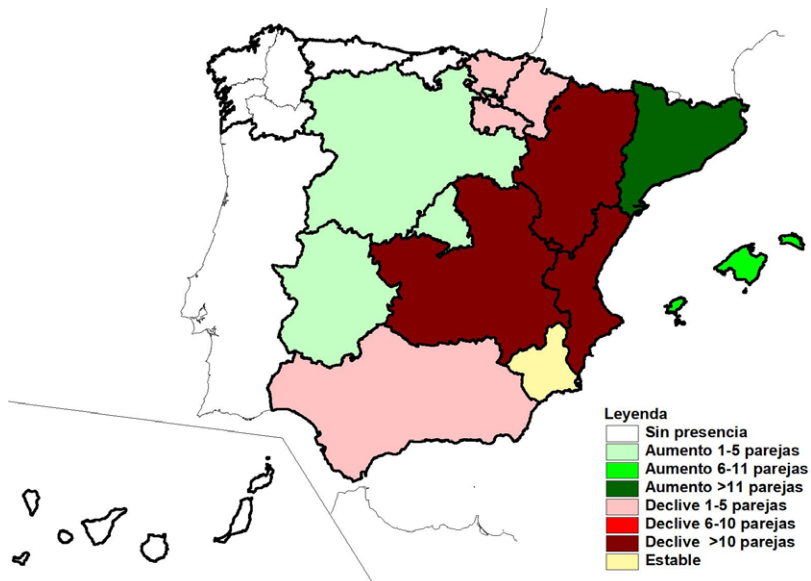 Leyenda
Sin presencia
Aumento 1-5 parejas
Aumento 6-11 parejas
Aumento >11 parejas
Declive 1-5 parejas
Declive 6-10 parejas
Declive >10 parejas
Estable